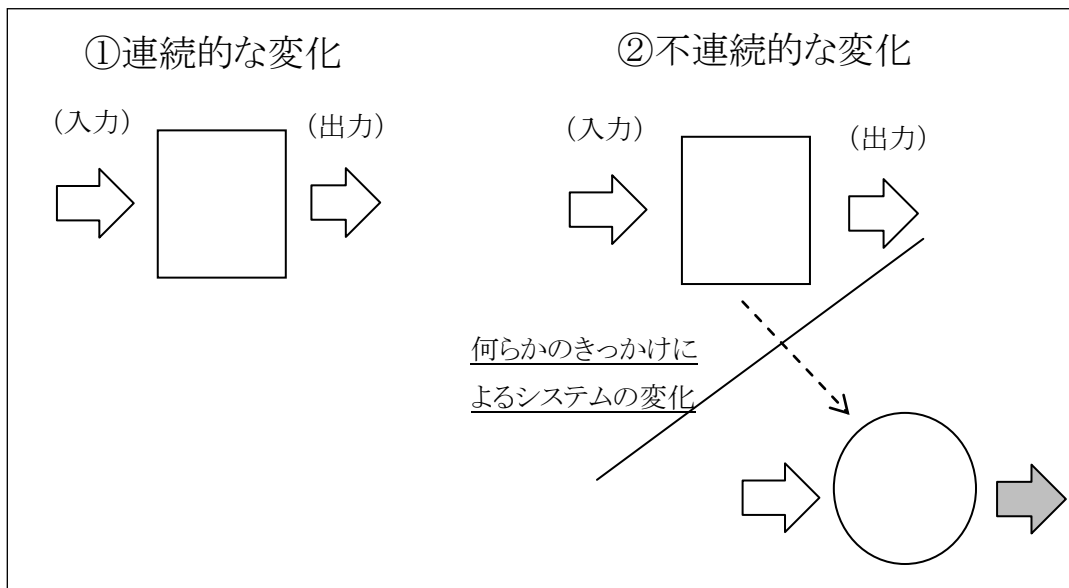 ①連続的な変化
(入力)
(出力)
②不連続的な変化
(入力)
(出力)
何らかのきっかけに
よるシステムの変化